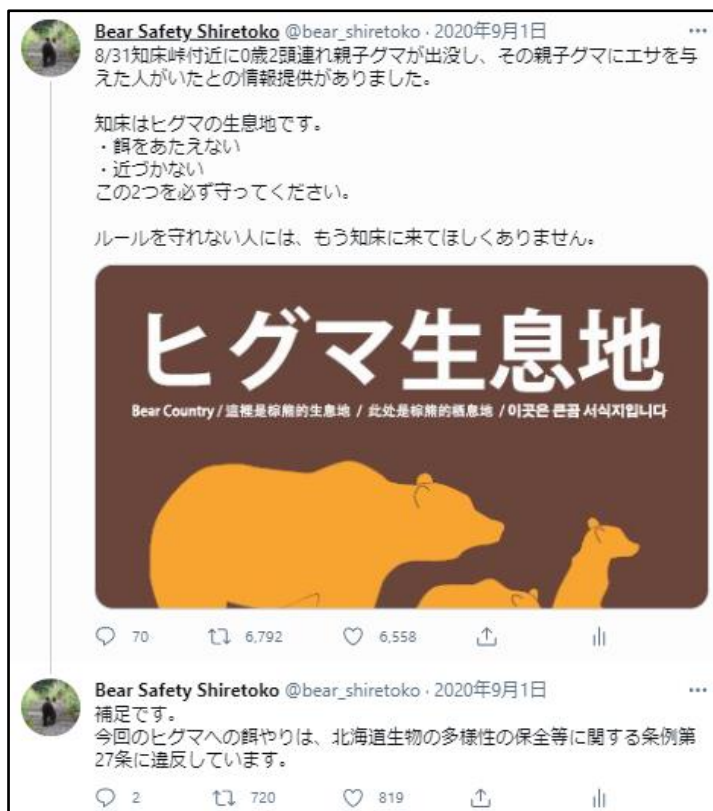 Bear Safety Shiretoko @bear_shiretoko · 2020年9月1日
8/31知床峠付近に0歳2頭連れ親子グマが出没し、その親子グマにエサを与
えた人がいたとの情報提供がありました。
知床はヒグマの生息地です。
・餌をあたえない
・近づかない
この2つを必ず守ってください。
ルールを守れない人には、もう知床に来てほしくありません。
ヒグマ生息地
Bear Country / 這裡是棕熊的生息地 / 此处是棕熊的栖息地 / 이곳은 큰곰 서식지입니다
70 6,792 6,558
Bear Safety Shiretoko @bear_shiretoko · 2020年9月1日
補足です。
今回のヒグマへの餌やりは、北海道生物の多様性の保全等に関する条例第
27条に違反しています。
2 720 819